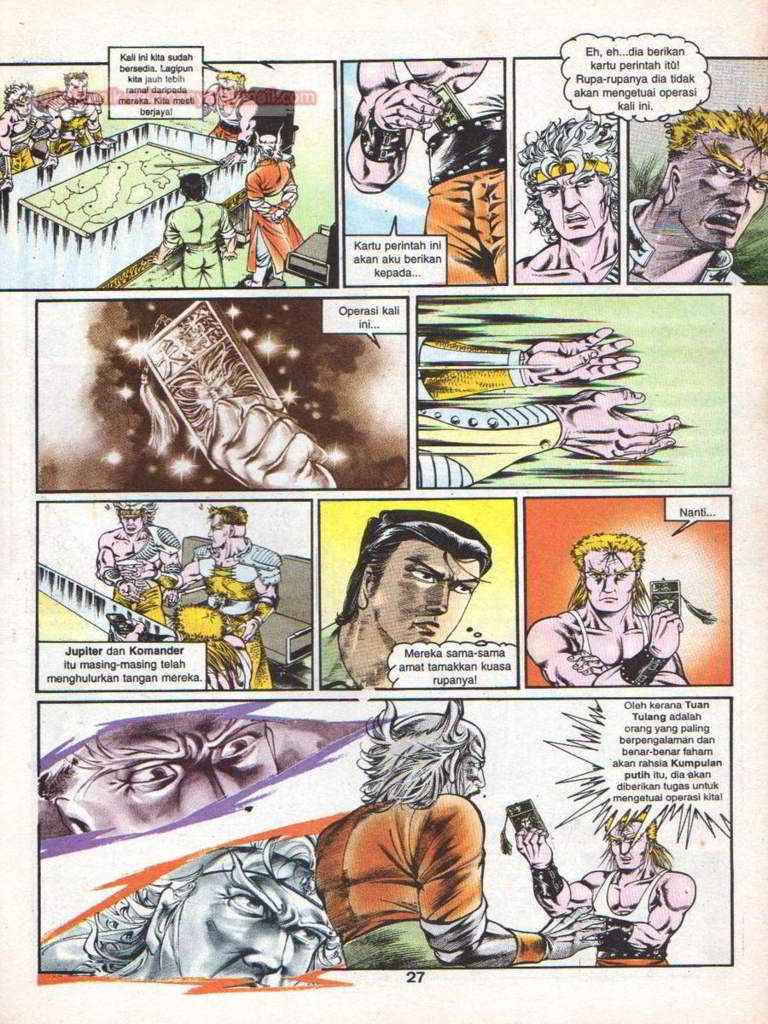 Kali ini kita sudah
bersedia. Lagipun
kita jauh lebih
ramai daripada
mereka. Kita mesti
berjaya!
Kartu perintah ini
akan aku berikan
kepada...
Eh, eh...dia berikan
kartu perintah itù!
Rupa-rupanya dia tidak
akan mengetuai operasi
kali ini.
Operasi kali
ini...
Jupiter dan Komander
itu masing-masing telah
menghulurkan tangan mereka.
Mereka sama-sama
amat tamakkan kuasa
rupanya!
Nanti...
Oleh kerana Tuan
Tulang adalah
orang yang paling
berpengalaman dan
benar-benar faham
akan rahsia Kumpulan
putih itu, dia akan
diberikan tugas untuk
mengetuai operasi kita!
27